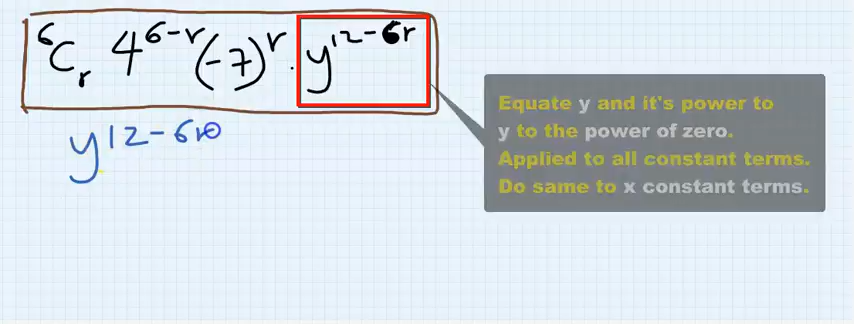 ⁶Cᵣ 4⁶⁻ʳ(-7)ʳ . y¹²⁻⁶ʳ
y¹²⁻⁶ʳ
Equate y and it's power to
y to the power of zero.
Applied to all constant terms.
Do same to x constant terms.